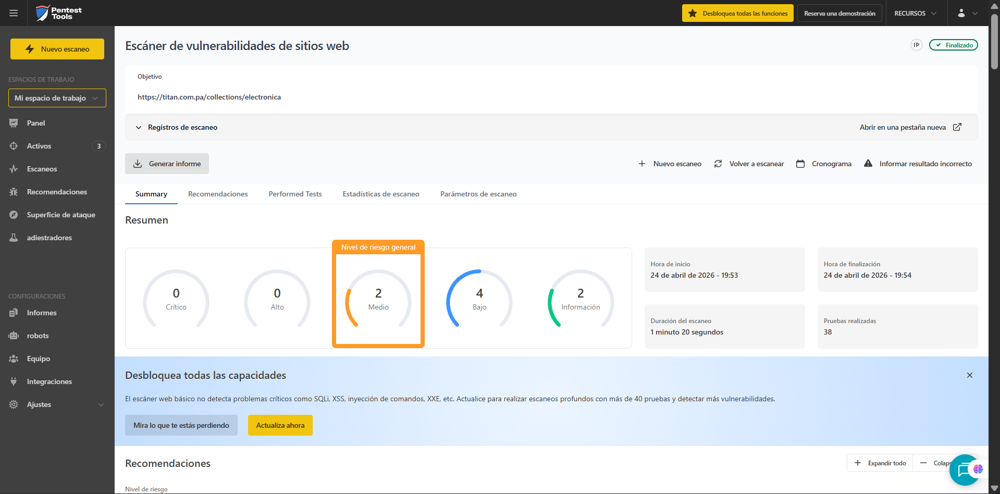 Pentest
Tools
Desbloquea todas las funciones
Reserva una demostración
RECURSOS
Nuevo escaneo
ESPACIOS DE TRABAJO
Mi espacio de trabajo
Panel
Activos 3
Escaneos
Recomendaciones
Superficie de ataque
adiestradores
CONFIGURACIONES
Informes
robots
Equipo
Integraciones
Ajustes
Escáner de vulnerabilidades de sitios web
IP
Finalizado
Objetivo
https://titan.com.pa/collections/electronica
Registros de escaneo
Abrir en una pestaña nueva
Generar informe
Nuevo escaneo
Volver a escanear
Cronograma
Informar resultado incorrecto
Summary
Recomendaciones
Performed Tests
Estadísticas de escaneo
Parámetros de escaneo
Resumen
Nivel de riesgo general
0
Crítico
0
Alto
2
Medio
4
Bajo
2
Información
Hora de inicio
24 de abril de 2026 - 19:53
Hora de finalización
24 de abril de 2026 - 19:54
Duración del escaneo
1 minuto 20 segundos
Pruebas realizadas
38
Desbloquea todas las capacidades
El escáner web básico no detecta problemas críticos como SQLi, XSS, inyección de comandos, XXE, etc. Actualice para realizar escaneos profundos con más de 40 pruebas y detectar más vulnerabilidades.
Mira lo que te estás perdiendo
Actualiza ahora
Recomendaciones
Expandir todo
Colaps
Nivel de riesgo